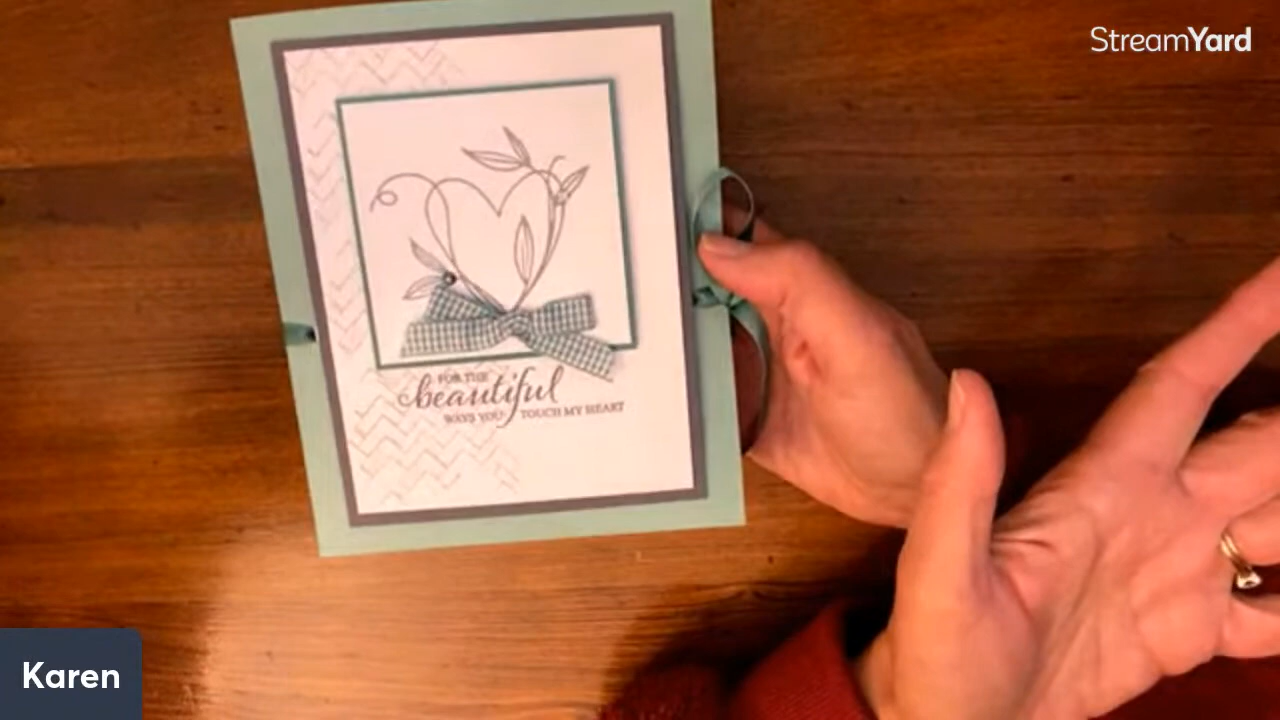 StreamYard
FOR THE
beautiful
WAYS YOU TOUCH MY HEART
Karen